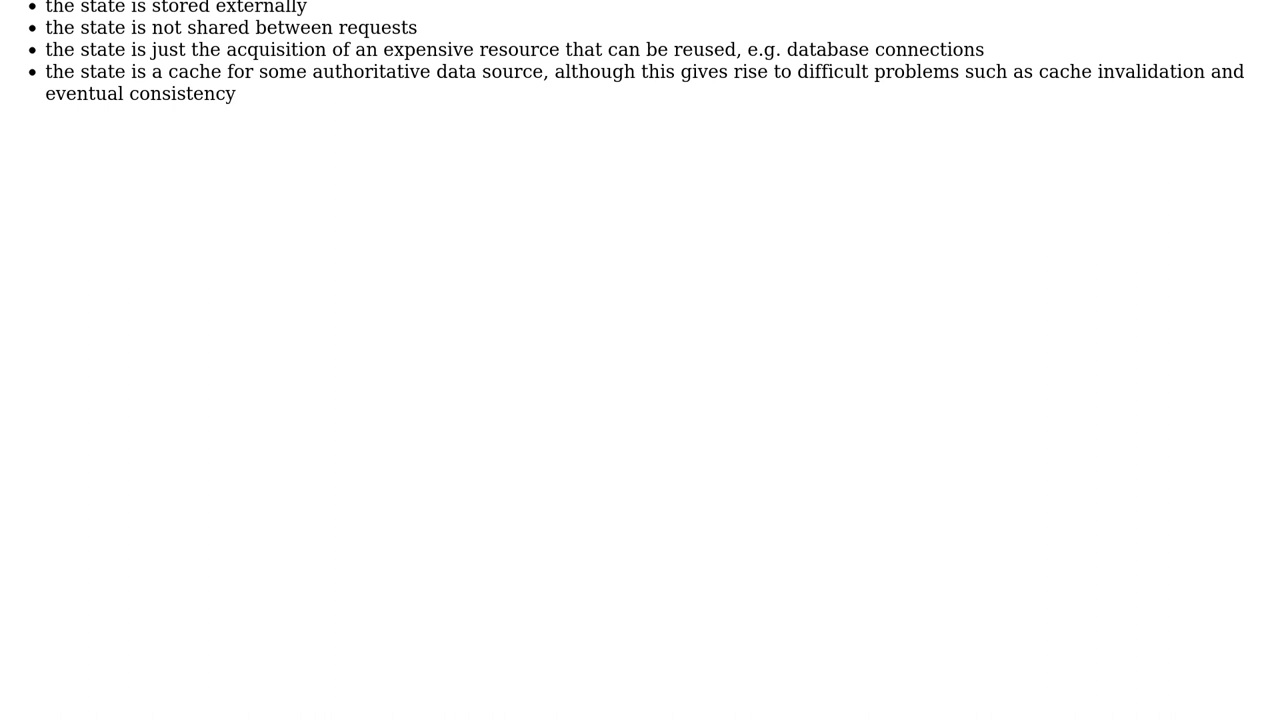 • the state is stored externally
• the state is not shared between requests
• the state is just the acquisition of an expensive resource that can be reused, e.g. database connections
• the state is a cache for some authoritative data source, although this gives rise to difficult problems such as cache invalidation and
eventual consistency